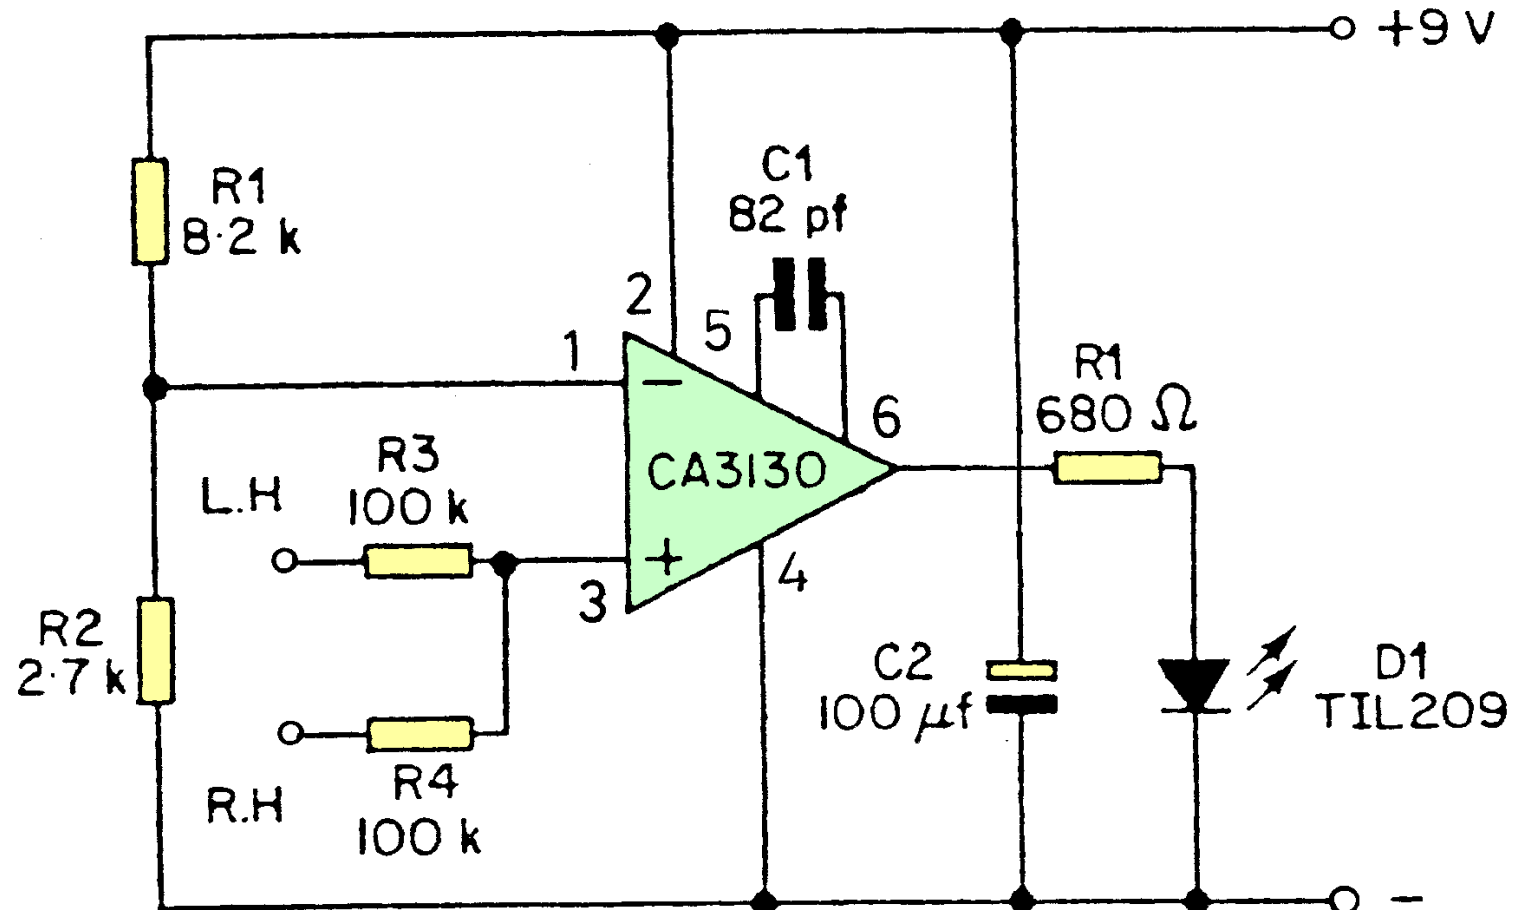 +9 V
R1
8·2 k
C1
82 pf
2
5
1
6
R1
680 Ω
−
CA3130
R3
100 k
L.H
+
3
4
R2
2·7 k
C2
100 µf
D1
TIL209
R4
100 k
R.H
−